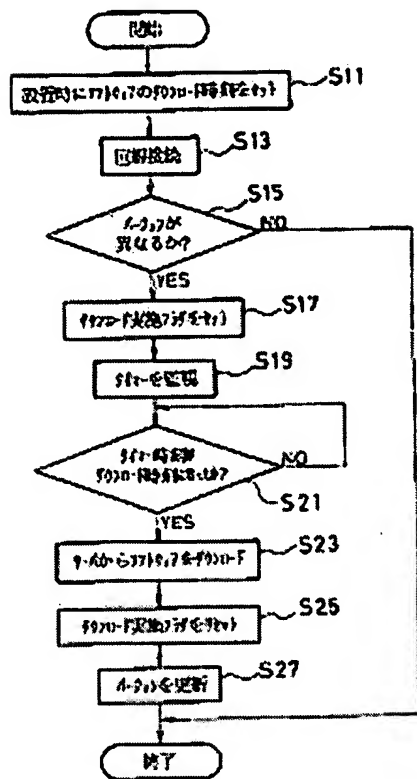 開始
設置時にソフトウェアのダウンロード時刻をセット
S11
回線接続
S13
バージョンが
異なるか?
S15
NO
YES
ダウンロード実施フラグをセット
S17
タイマーを監視
S19
タイマー時刻が
ダウンロード時刻になったか?
NO
S21
YES
サーバからソフトウェアをダウンロード
S23
ダウンロード実施フラグをリセット
S25
バージョンを更新
S27
終了